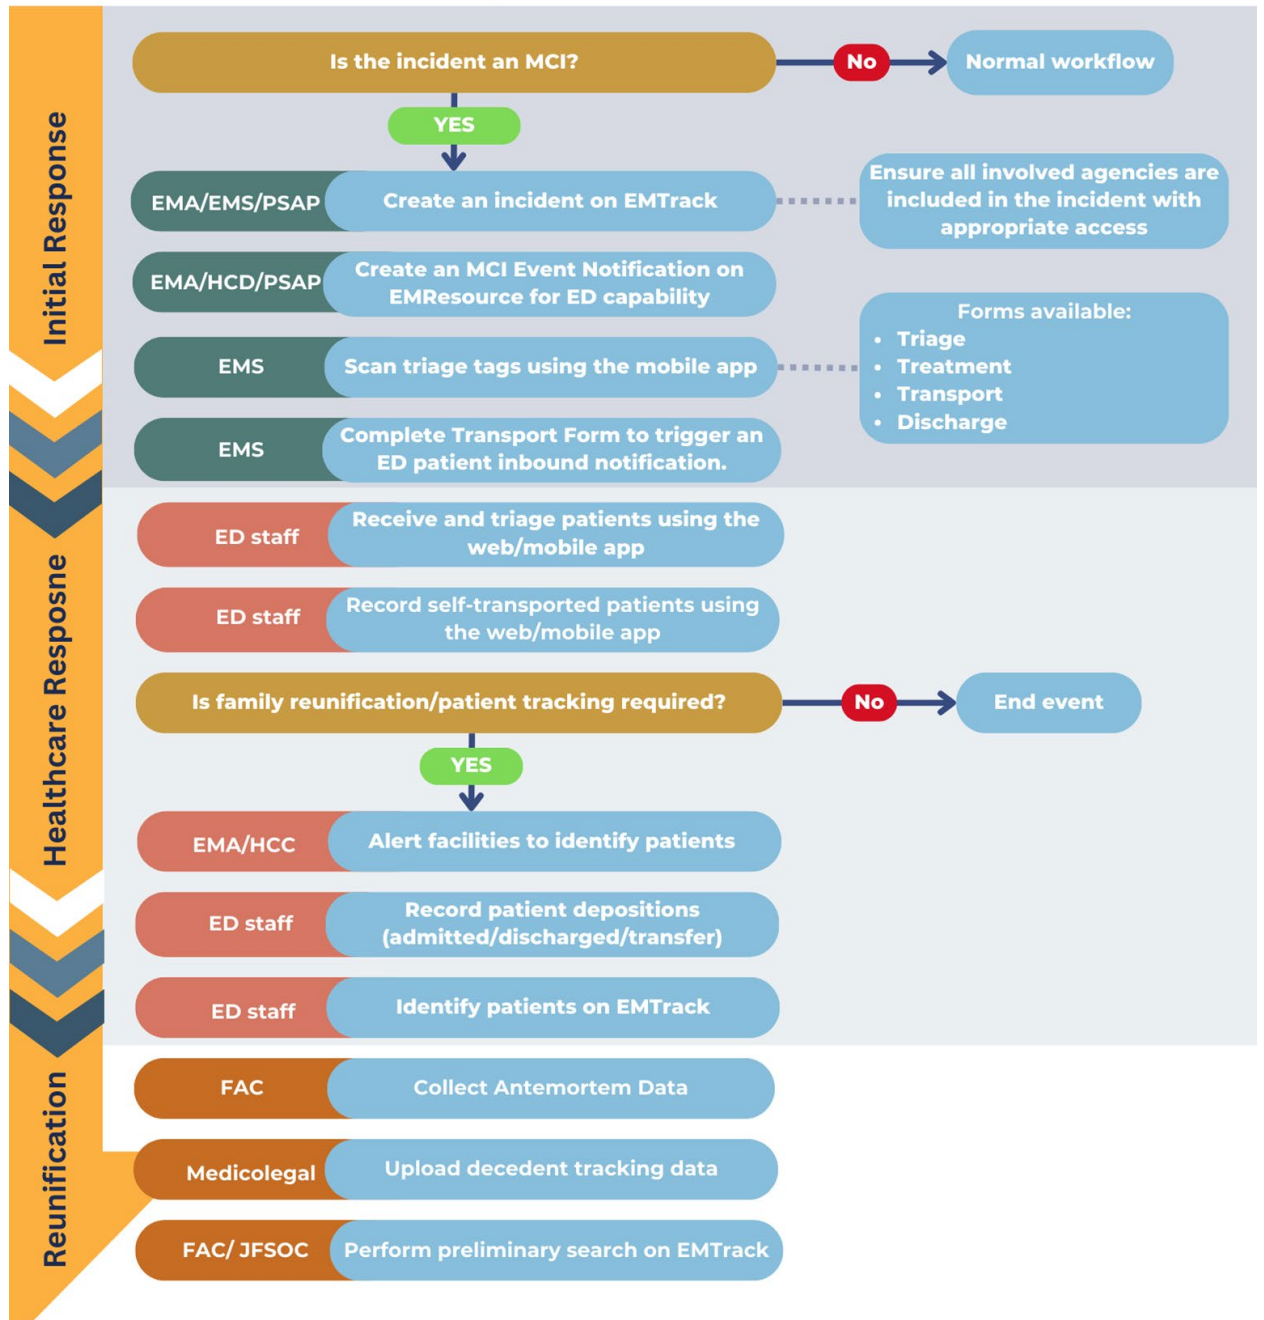 Initial Response
Is the incident an MCI?
No
Normal workflow
YES
EMA/EMS/PSAP
Create an incident on EMTrack
Ensure all involved agencies are
included in the incident with
appropriate access
EMA/HCD/PSAP
Create an MCI Event Notification on
EMResource for ED capability
EMS
Scan triage tags using the mobile app
Forms available:
• Triage
• Treatment
• Transport
• Discharge
EMS
Complete Transport Form to trigger an
ED patient inbound notification.
Healthcare Resposne
ED staff
Receive and triage patients using the
web/mobile app
ED staff
Record self-transported patients using
the web/mobile app
Is family reunification/patient tracking required?
No
End event
YES
EMA/HCC
Alert facilities to identify patients
ED staff
Record patient depositions
(admitted/discharged/transfer)
ED staff
Identify patients on EMTrack
Reunification
FAC
Collect Antemortem Data
Medicolegal
Upload decedent tracking data
FAC/ JFSOC
Perform preliminary search on EMTrack